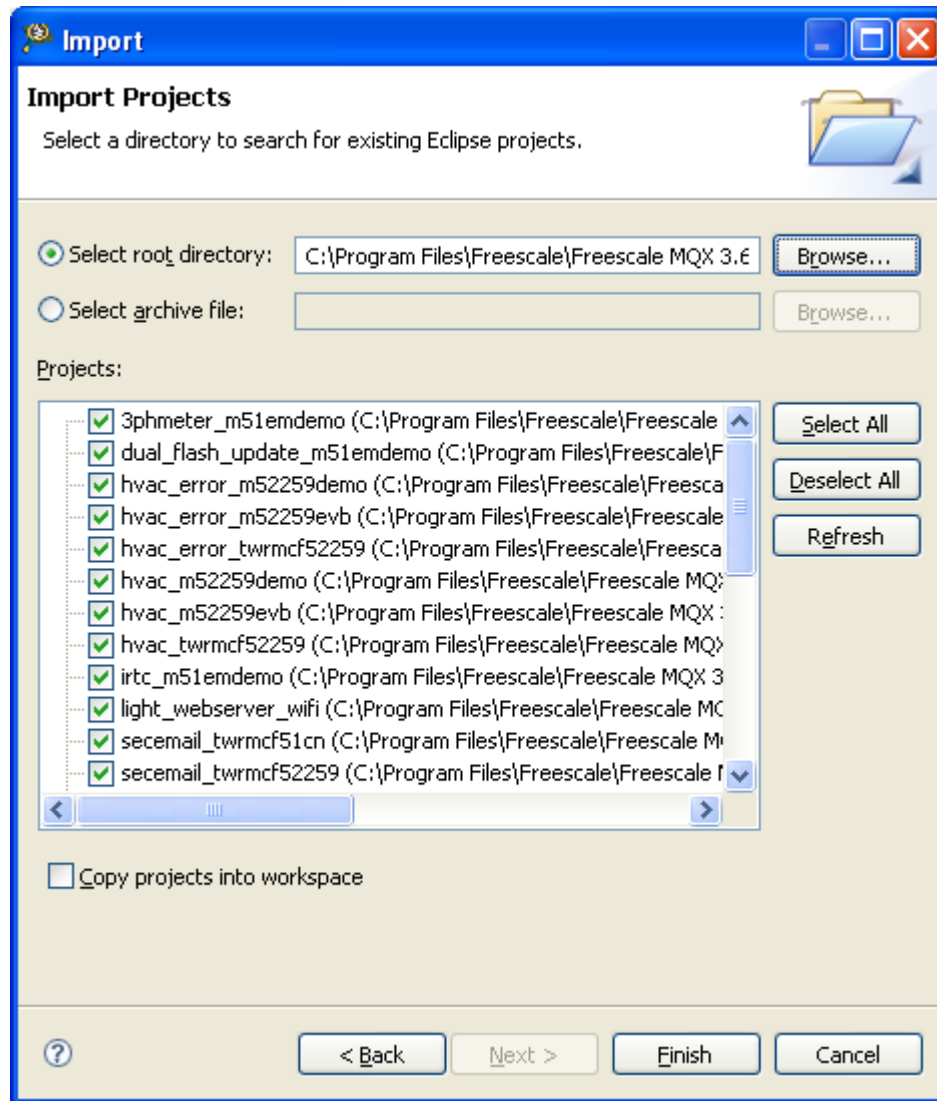 Import
Import Projects
Select a directory to search for existing Eclipse projects.
Select root directory: C:\Program Files\Freescale\Freescale MQX 3.6 Browse...
Select archive file: Browse...
Projects:
3phmeter_m51emdemo (C:\Program Files\Freescale\Freescale
dual_flash_update_m51emdemo (C:\Program Files\Freescale\F
hvac_error_m52259demo (C:\Program Files\Freescale\Freesca
hvac_error_m52259evb (C:\Program Files\Freescale\Freescale
hvac_error_twrmcf52259 (C:\Program Files\Freescale\Freesca
hvac_m52259demo (C:\Program Files\Freescale\Freescale MQX
hvac_m52259evb (C:\Program Files\Freescale\Freescale MQX
hvac_twrmcf52259 (C:\Program Files\Freescale\Freescale MQX
irtc_m51emdemo (C:\Program Files\Freescale\Freescale MQX 3
light_webserver_wifi (C:\Program Files\Freescale\Freescale MQ
secemail_twrmcf51cn (C:\Program Files\Freescale\Freescale M
secemail_twrmcf52259 (C:\Program Files\Freescale\Freescale
Select All
Deselect All
Refresh
Copy projects into workspace
? < Back Next > Finish Cancel